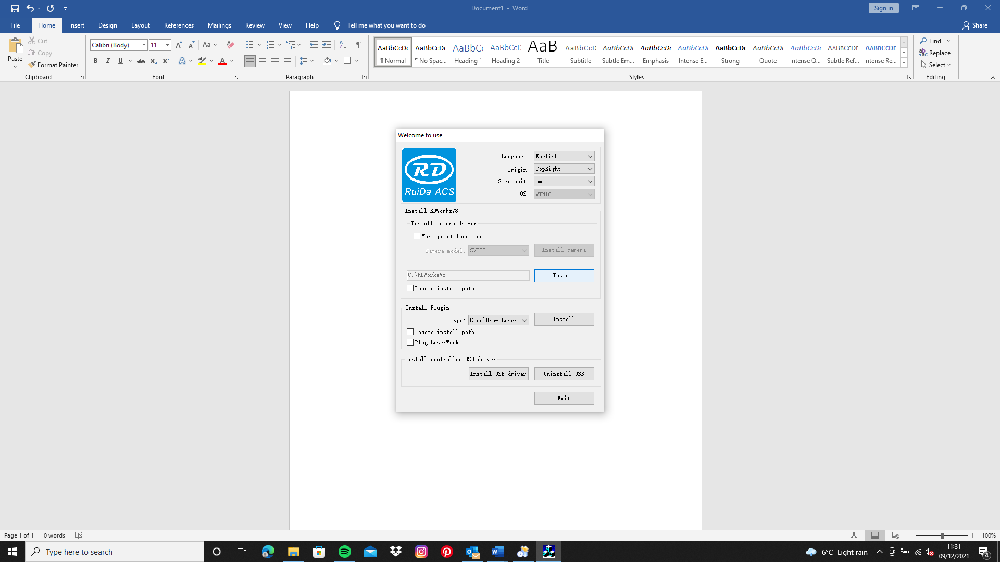 Document1 - Word
Sign in
File Home Insert Design Layout References Mailings Review View Help Tell me what you want to do Share
Paste
Cut
Copy
Format Painter
Clipboard
Calibri (Body) 11
Font
Paragraph
AaBbCcDc ¶ Normal
AaBbCcDc ¶ No Spac...
AaBbCc Heading 1
AaBbCcD Heading 2
AaB Title
AaBbCcD Subtitle
AaBbCcDc Subtle Em...
AaBbCcDc Emphasis
AaBbCcDc Intense E...
AaBbCcDc Strong
AaBbCcDc Quote
AaBbCcDc Intense Q...
AaBbCcDc Subtle Ref...
AaBbCcDc Intense Re...
Styles
Find
Replace
Select
Editing
Welcome to use
RD
RuiDa ACS
Language: English
Origin: TopRight
Size unit: mm
OS: WIN10
Install RDWorksV8
Install camera driver
Mark point function
Camera model: SV300 Install camera
C:\RDWorksV8 Install
Locate install path
Install Plugin
Type: CorelDraw_Laser Install
Locate install path
Plug LaserWork
Install controller USB driver
Install USB driver Uninstall USB
Exit
Page 1 of 1 0 words 100%
Type here to search
6°C Light rain
11:31
09/12/2021
4